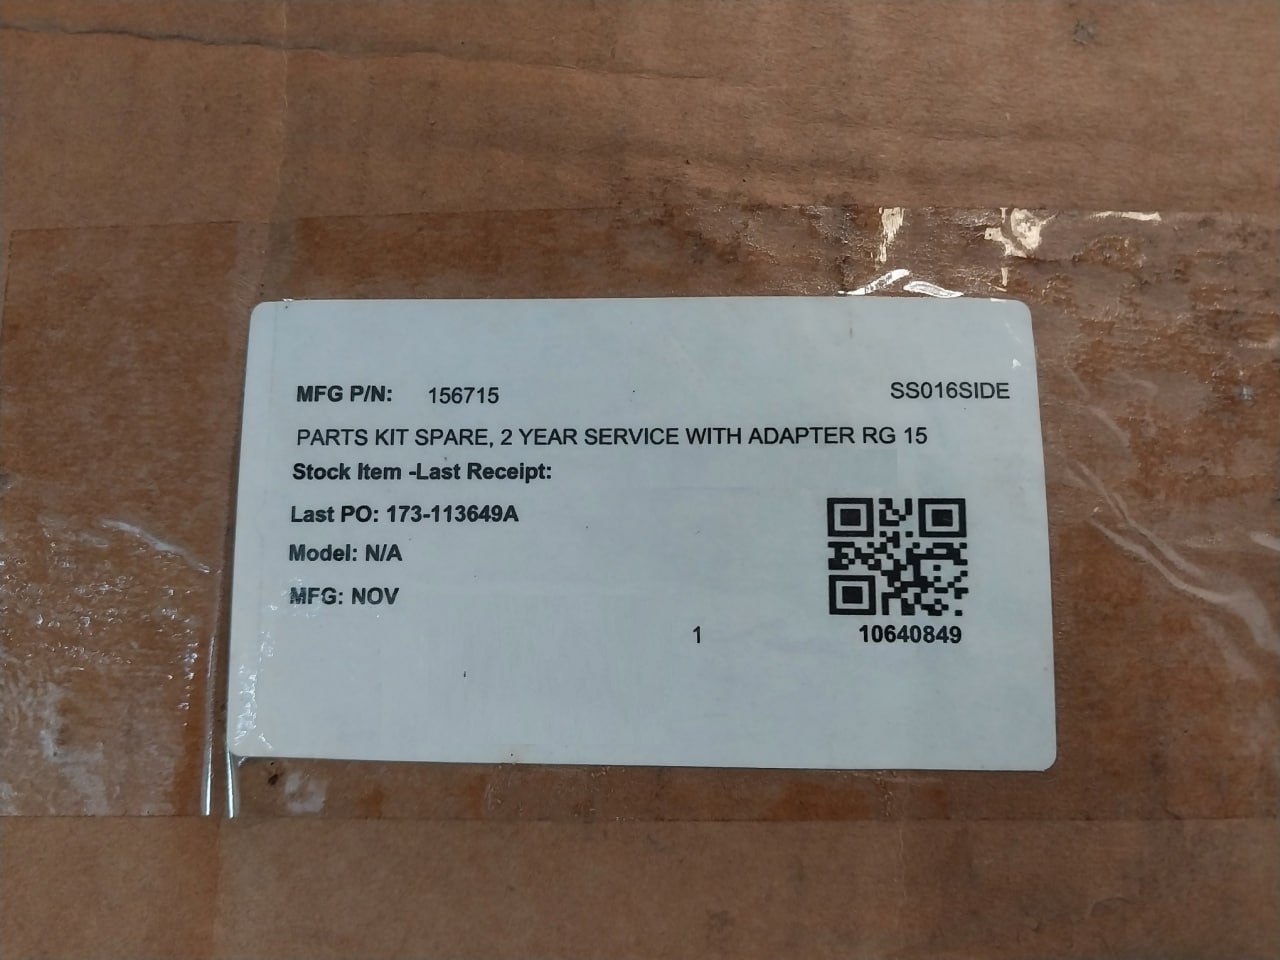 MFG P/N: 156715 SS016SIDE
PARTS KIT SPARE, 2 YEAR SERVICE WITH ADAPTER RG 15
Stock Item -Last Receipt:
Last PO: 173-113649A
Model: N/A
MFG: NOV
1 10640849